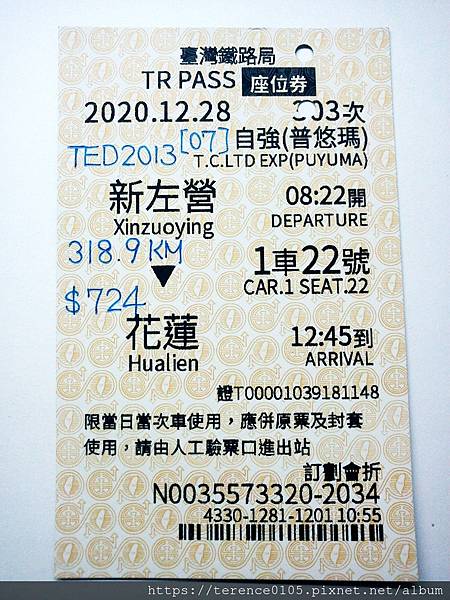 臺灣鐵路局
TR PASS 座位券
2020.12.28 303次
TED2013 [07] 自強(普悠瑪)
T.C.LTD EXP(PUYUMA)
新左營 08:22開
Xinzuoying DEPARTURE
318.9 KM
1車22號
CAR.1 SEAT.22
$724
花蓮 12:45到
Hualien ARRIVAL
證T00001039181148
限當日當次車使用，應併原票及封套
使用，請由人工驗票口進出站
訂劃會折
N0035573320-2034
4330-1281-1201 10:55
https://terence0105.pixnet.net/album